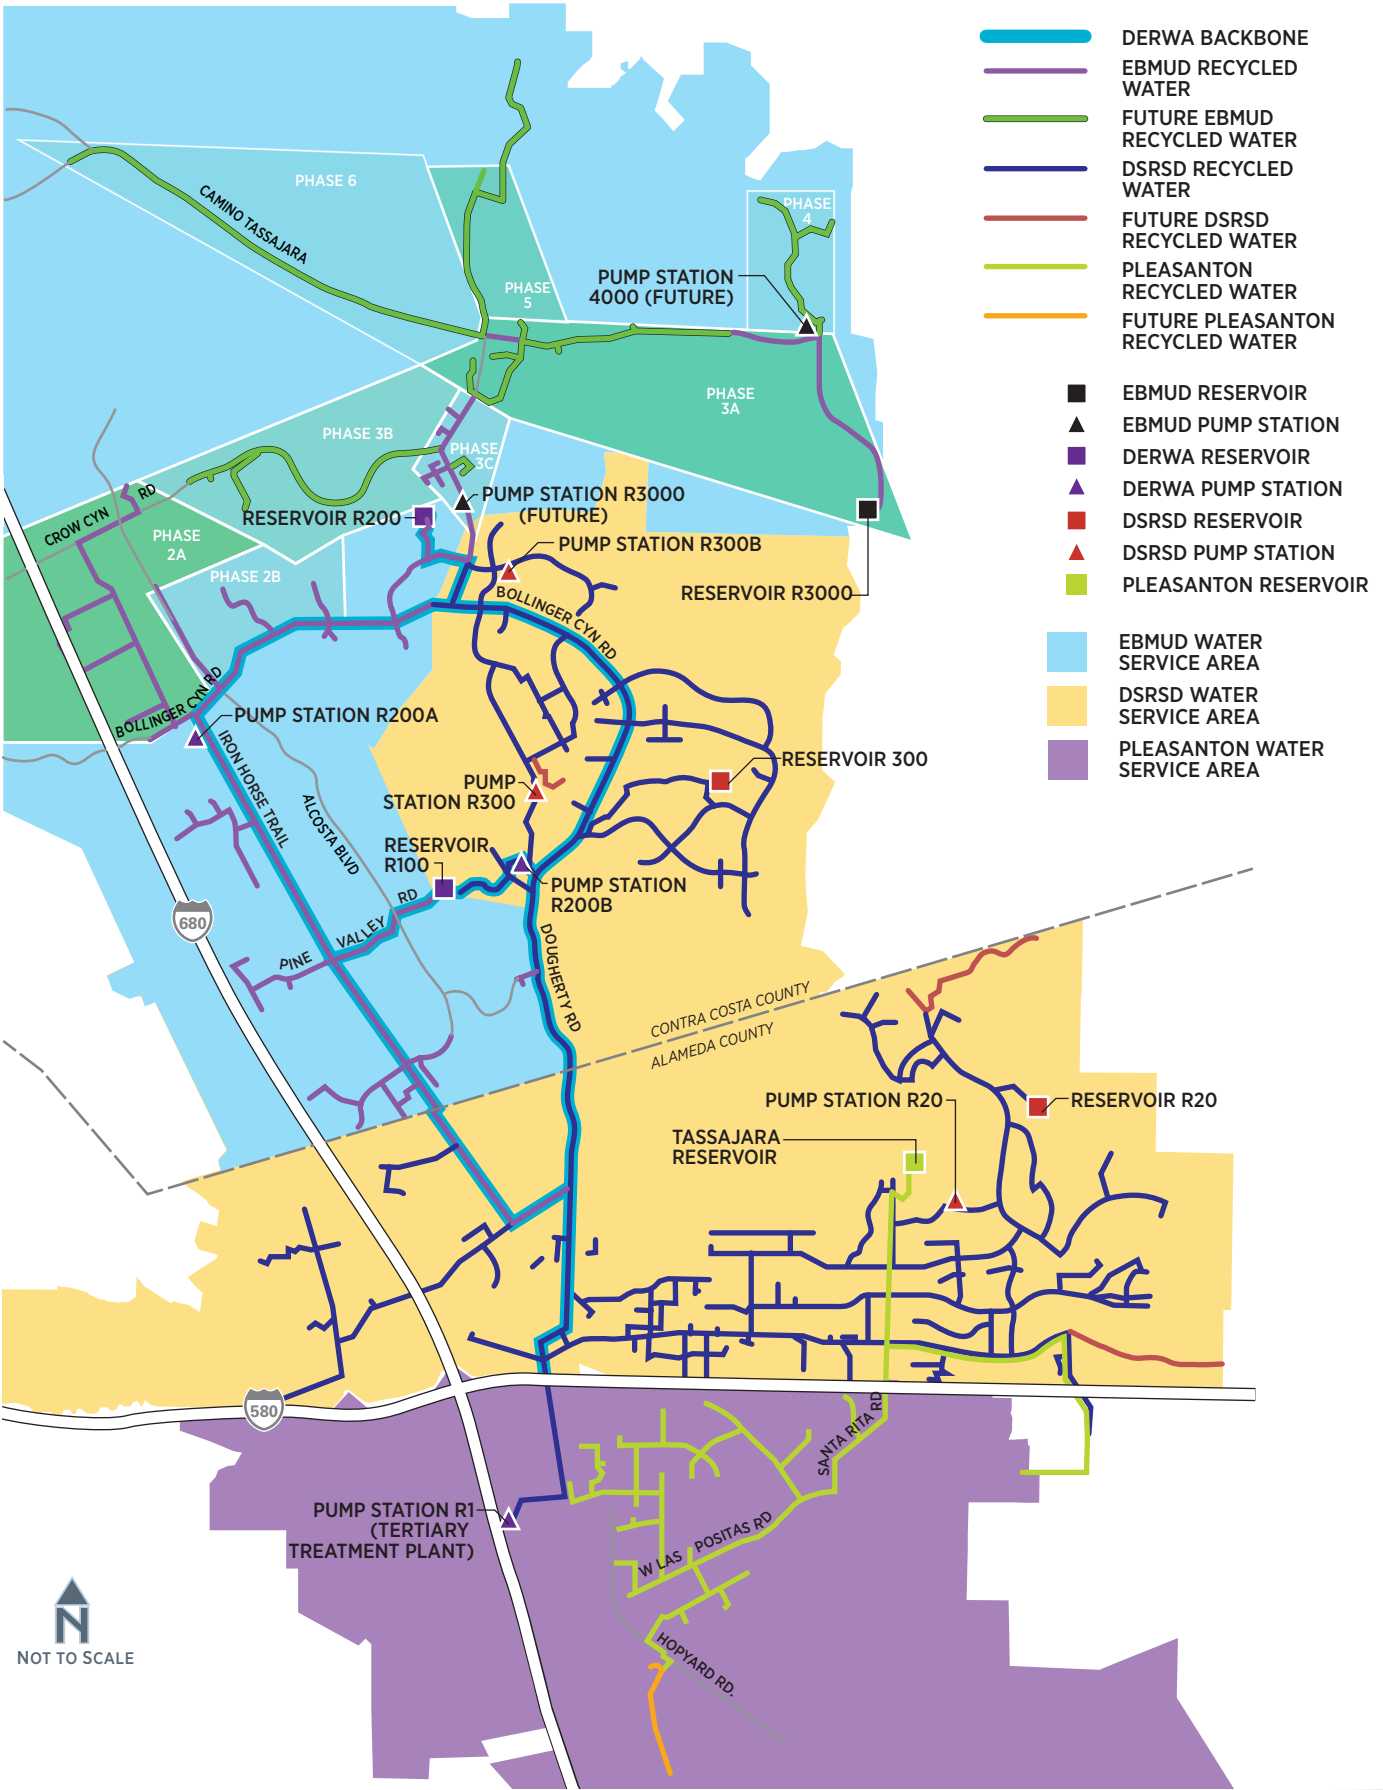 DERWA BACKBONE
EBMUD RECYCLED
WATER
FUTURE EBMUD
RECYCLED WATER
DSRSD RECYCLED
WATER
FUTURE DSRSD
RECYCLED WATER
PLEASANTON
RECYCLED WATER
FUTURE PLEASANTON
RECYCLED WATER
EBMUD RESERVOIR
EBMUD PUMP STATION
DERWA RESERVOIR
DERWA PUMP STATION
DSRSD RESERVOIR
DSRSD PUMP STATION
PLEASANTON RESERVOIR
EBMUD WATER
SERVICE AREA
DSRSD WATER
SERVICE AREA
PLEASANTON WATER
SERVICE AREA
PHASE 6
CAMINO TASSAJARA
PHASE
4
PUMP STATION
4000 (FUTURE)
PHASE
5
PHASE
3A
PHASE 3B
PHASE
3C
CROW CYN RD
PUMP STATION R3000
(FUTURE)
RESERVOIR R200
PHASE
2A
PHASE 2B
PUMP STATION R300B
RESERVOIR R3000
BOLLINGER CYN RD
BOLLINGER CYN RD
PUMP STATION R200A
IRON HORSE TRAIL
ALCOSTA BLVD
RESERVOIR 300
PUMP
STATION R300
RESERVOIR
R100
PUMP STATION
R200B
680
PINE VALLEY RD
DOUGHERTY RD
CONTRA COSTA COUNTY
ALAMEDA COUNTY
PUMP STATION R20
RESERVOIR R20
TASSAJARA
RESERVOIR
580
SANTA RITA RD
PUMP STATION R1
(TERTIARY
TREATMENT PLANT)
W LAS POSITAS RD
HOPYARD RD.
N
NOT TO SCALE